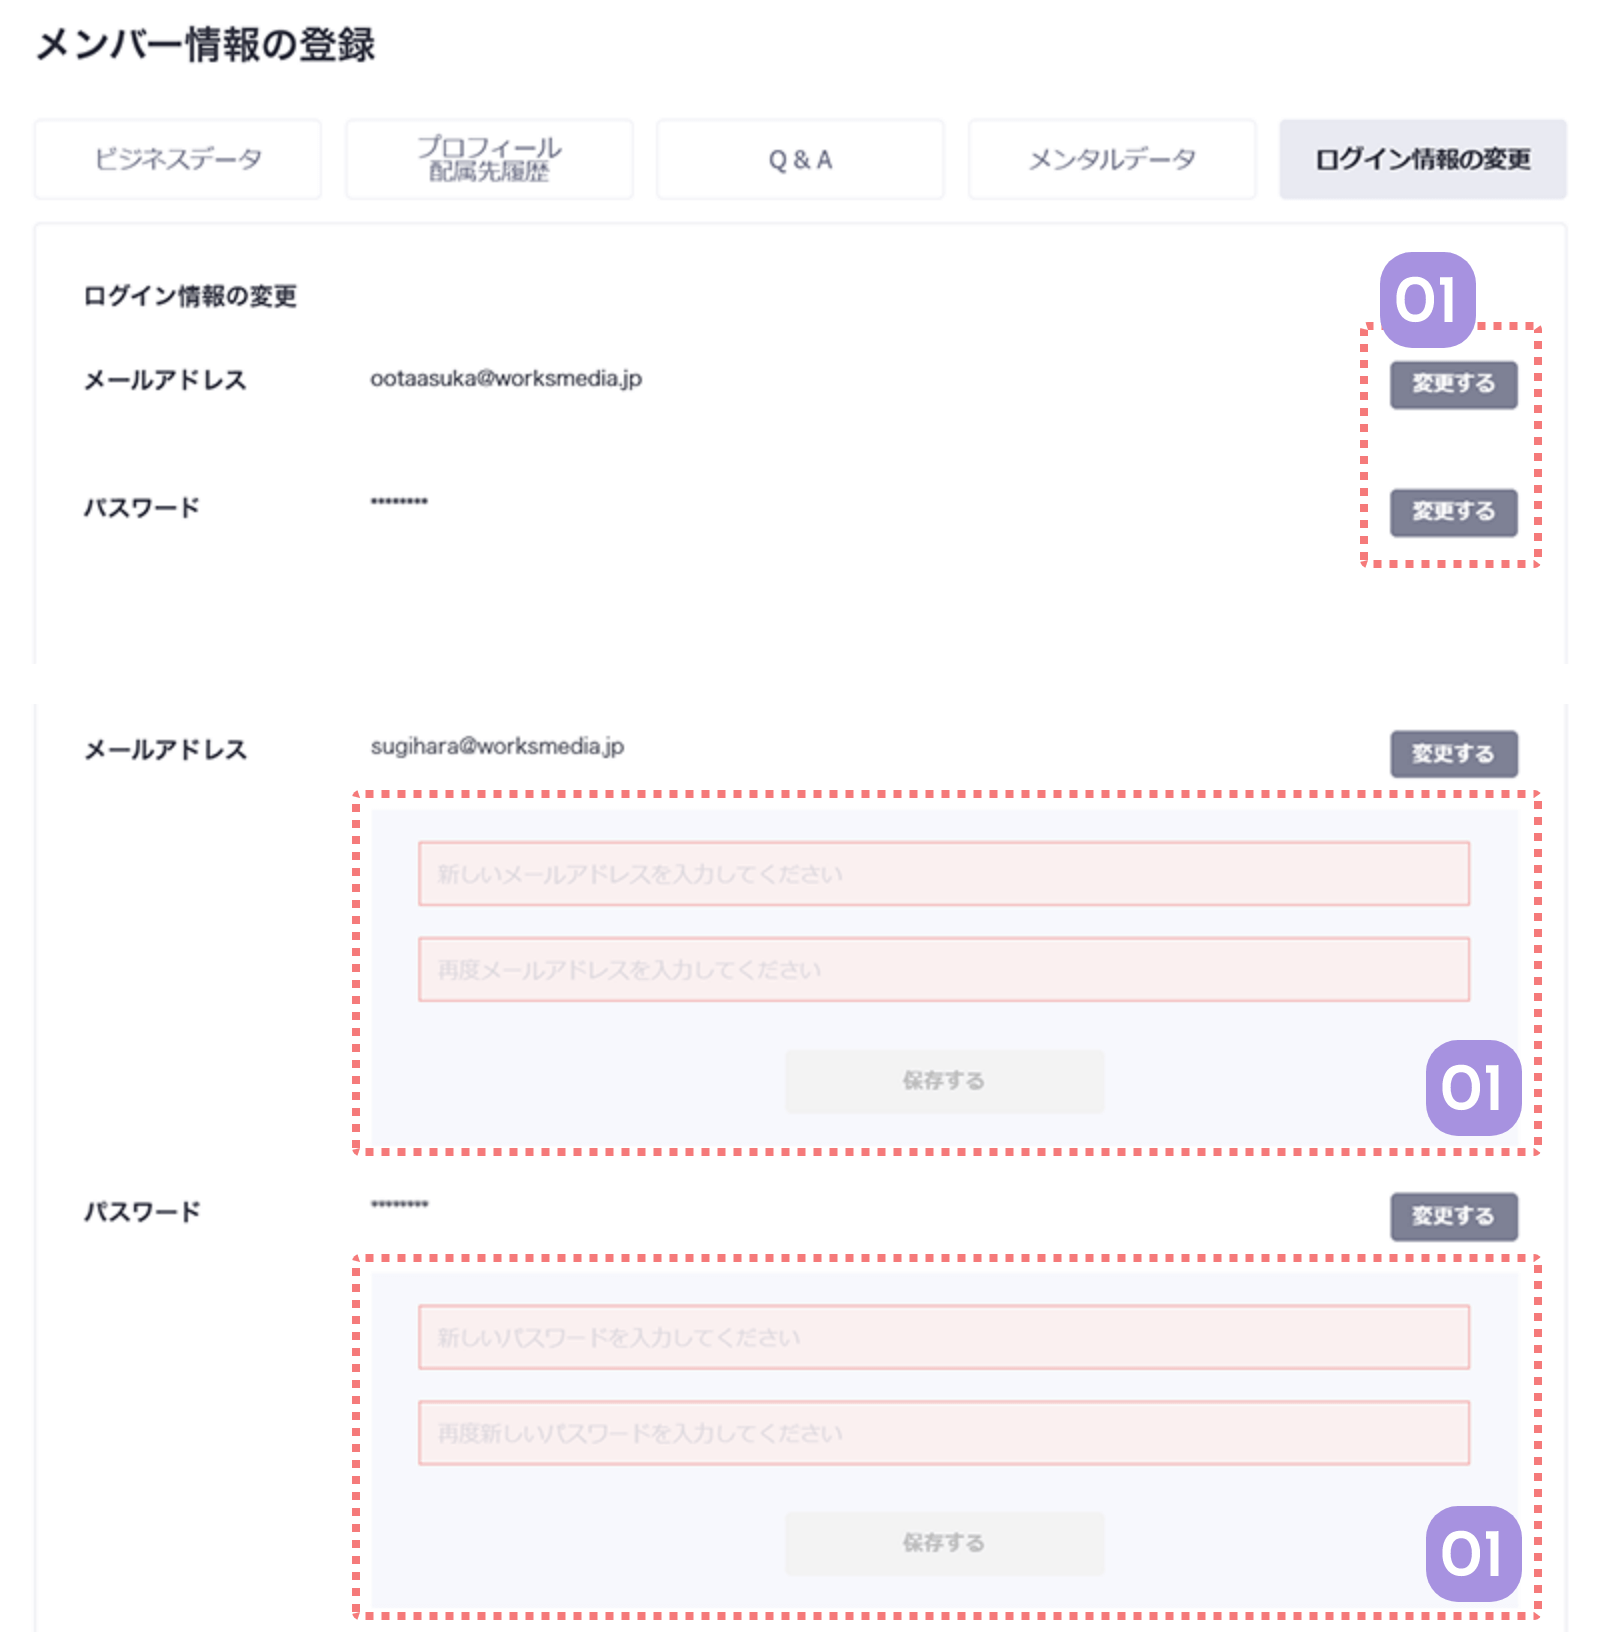 メンバー情報の登録
ビジネスデータ
プロフィール
配属先履歴
Q & A
メンタルデータ
ログイン情報の変更
ログイン情報の変更
01
メールアドレス
ootaasuka@worksmedia.jp
変更する
パスワード
••••••••
変更する
メールアドレス
sugihara@worksmedia.jp
変更する
新しいメールアドレスを入力してください
再度メールアドレスを入力してください
保存する
01
パスワード
••••••••
変更する
新しいパスワードを入力してください
再度新しいパスワードを入力してください
保存する
01